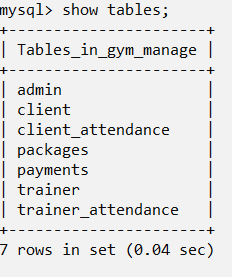 mysql> show tables;
+----------------------+
| Tables_in_gym_manage |
+----------------------+
| admin                |
| client               |
| client_attendance    |
| packages             |
| payments             |
| trainer              |
| trainer_attendance   |
+----------------------+
7 rows in set (0.04 sec)